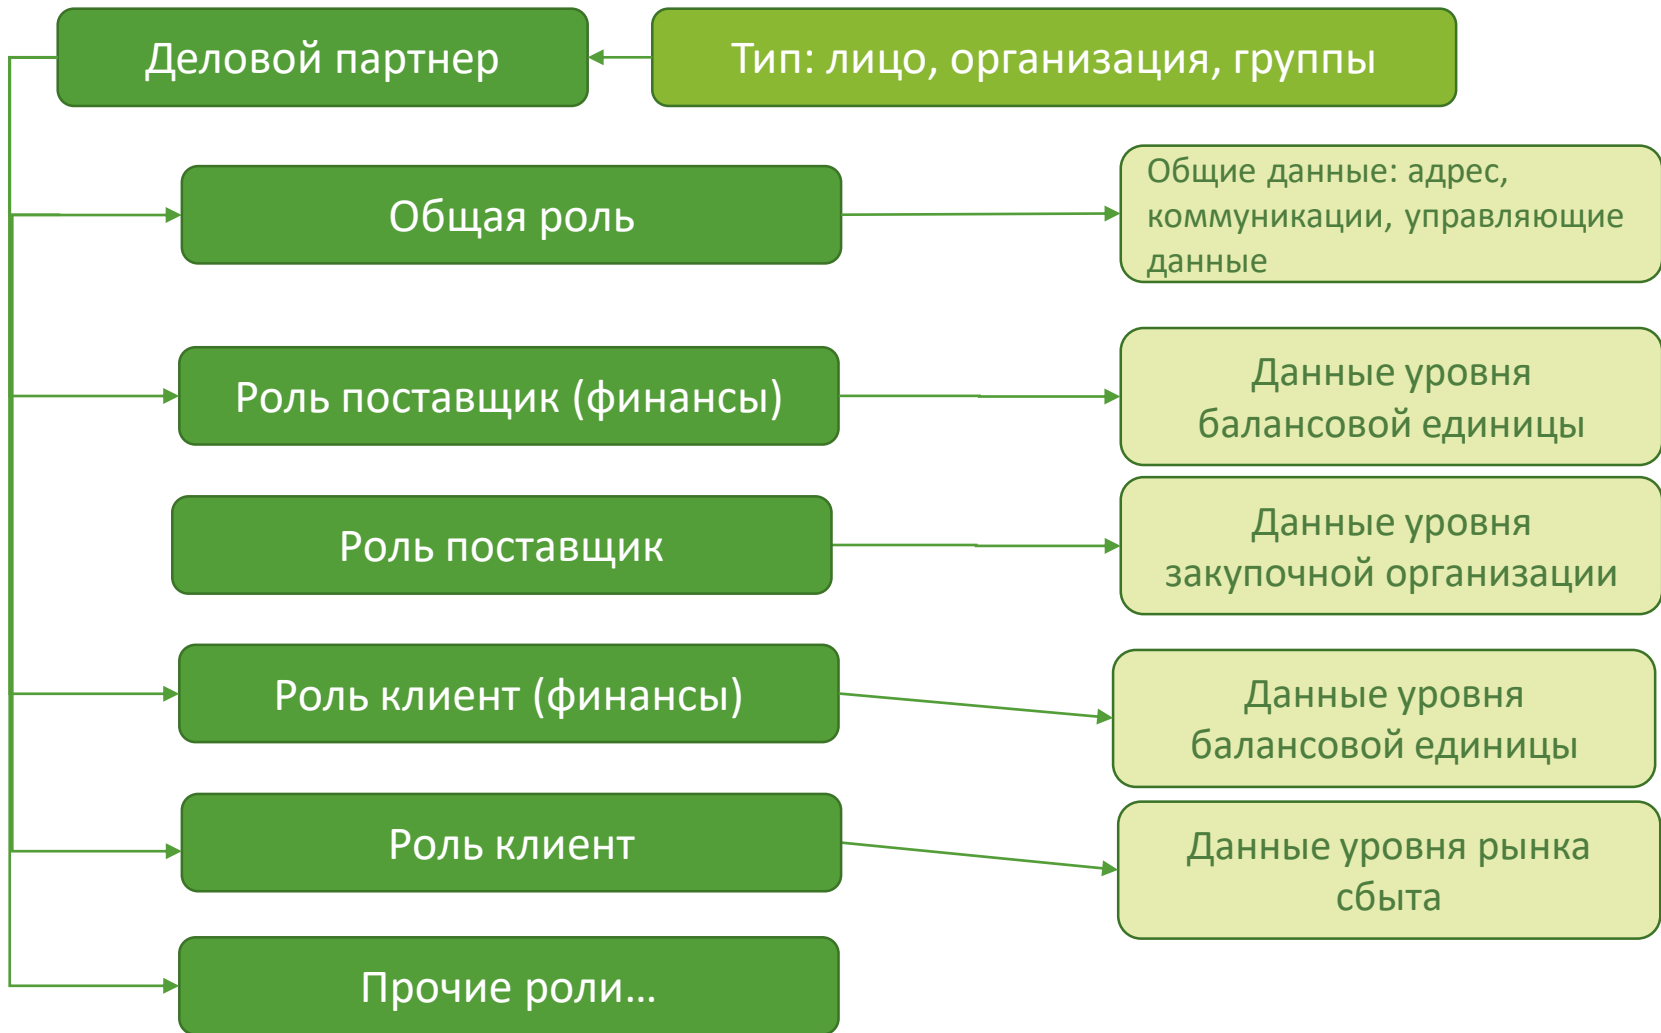 Деловой партнер
Тип: лицо, организация, группы
Общая роль
Общие данные: адрес,
коммуникации, управляющие
данные
Роль поставщик (финансы)
Данные уровня
балансовой единицы
Роль поставщик
Данные уровня
закупочной организации
Роль клиент (финансы)
Данные уровня
балансовой единицы
Роль клиент
Данные уровня рынка
сбыта
Прочие роли...